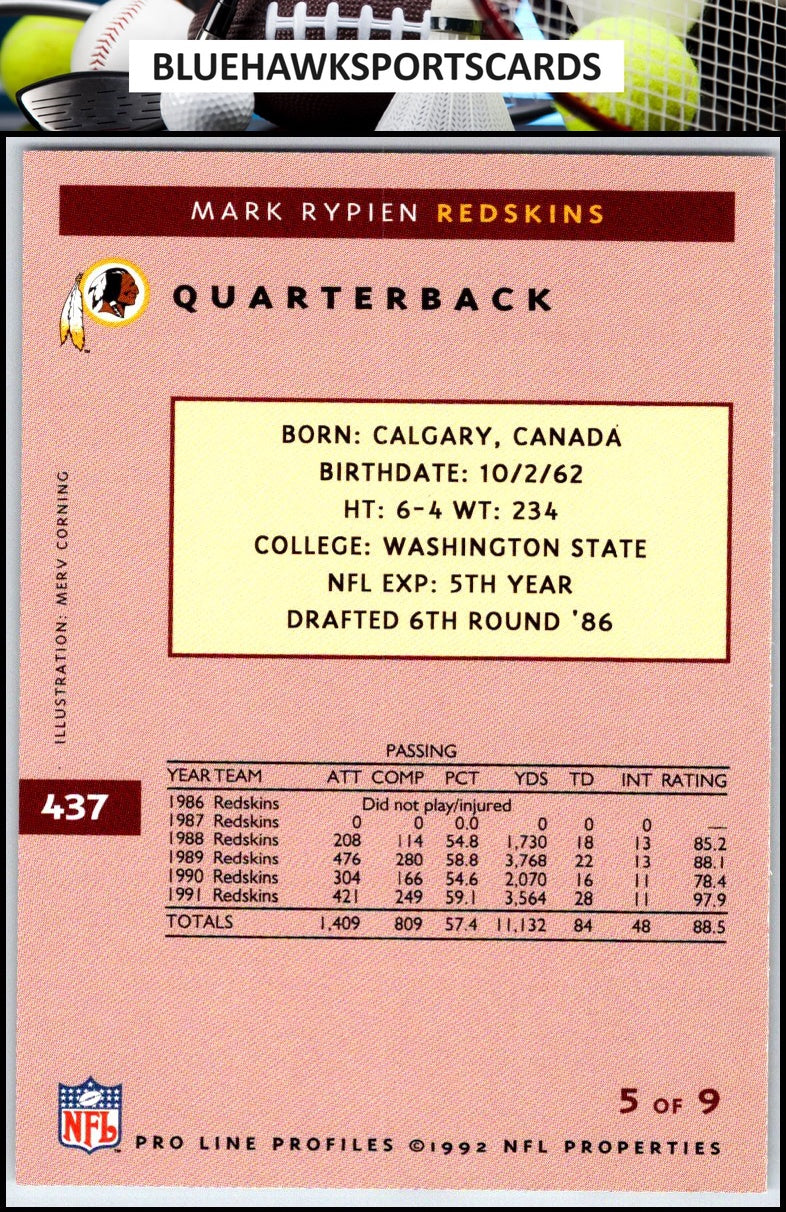 BLUEHAWKSPORTSCARDS
MARK RYPIEN REDSKINS
QUARTERBACK
BORN: CALGARY, CANADA
BIRTHDATE: 10/2/62
HT: 6-4 WT: 234
COLLEGE: WASHINGTON STATE
NFL EXP: 5TH YEAR
DRAFTED 6TH ROUND '86
ILLUSTRATION: MERV CORNING
437
PASSING
YEAR TEAM ATT COMP PCT YDS TD INT RATING
1986 Redskins Did not play/injured
1987 Redskins 0 0 0.0 0 0 0 —
1988 Redskins 208 114 54.8 1,730 18 13 85.2
1989 Redskins 476 280 58.8 3,768 22 13 88.1
1990 Redskins 304 166 54.6 2,070 16 11 78.4
1991 Redskins 421 249 59.1 3,564 28 11 97.9
TOTALS 1,409 809 57.4 11,132 84 48 88.5
5 OF 9
NFL
PRO LINE PROFILES ©1992 NFL PROPERTIES